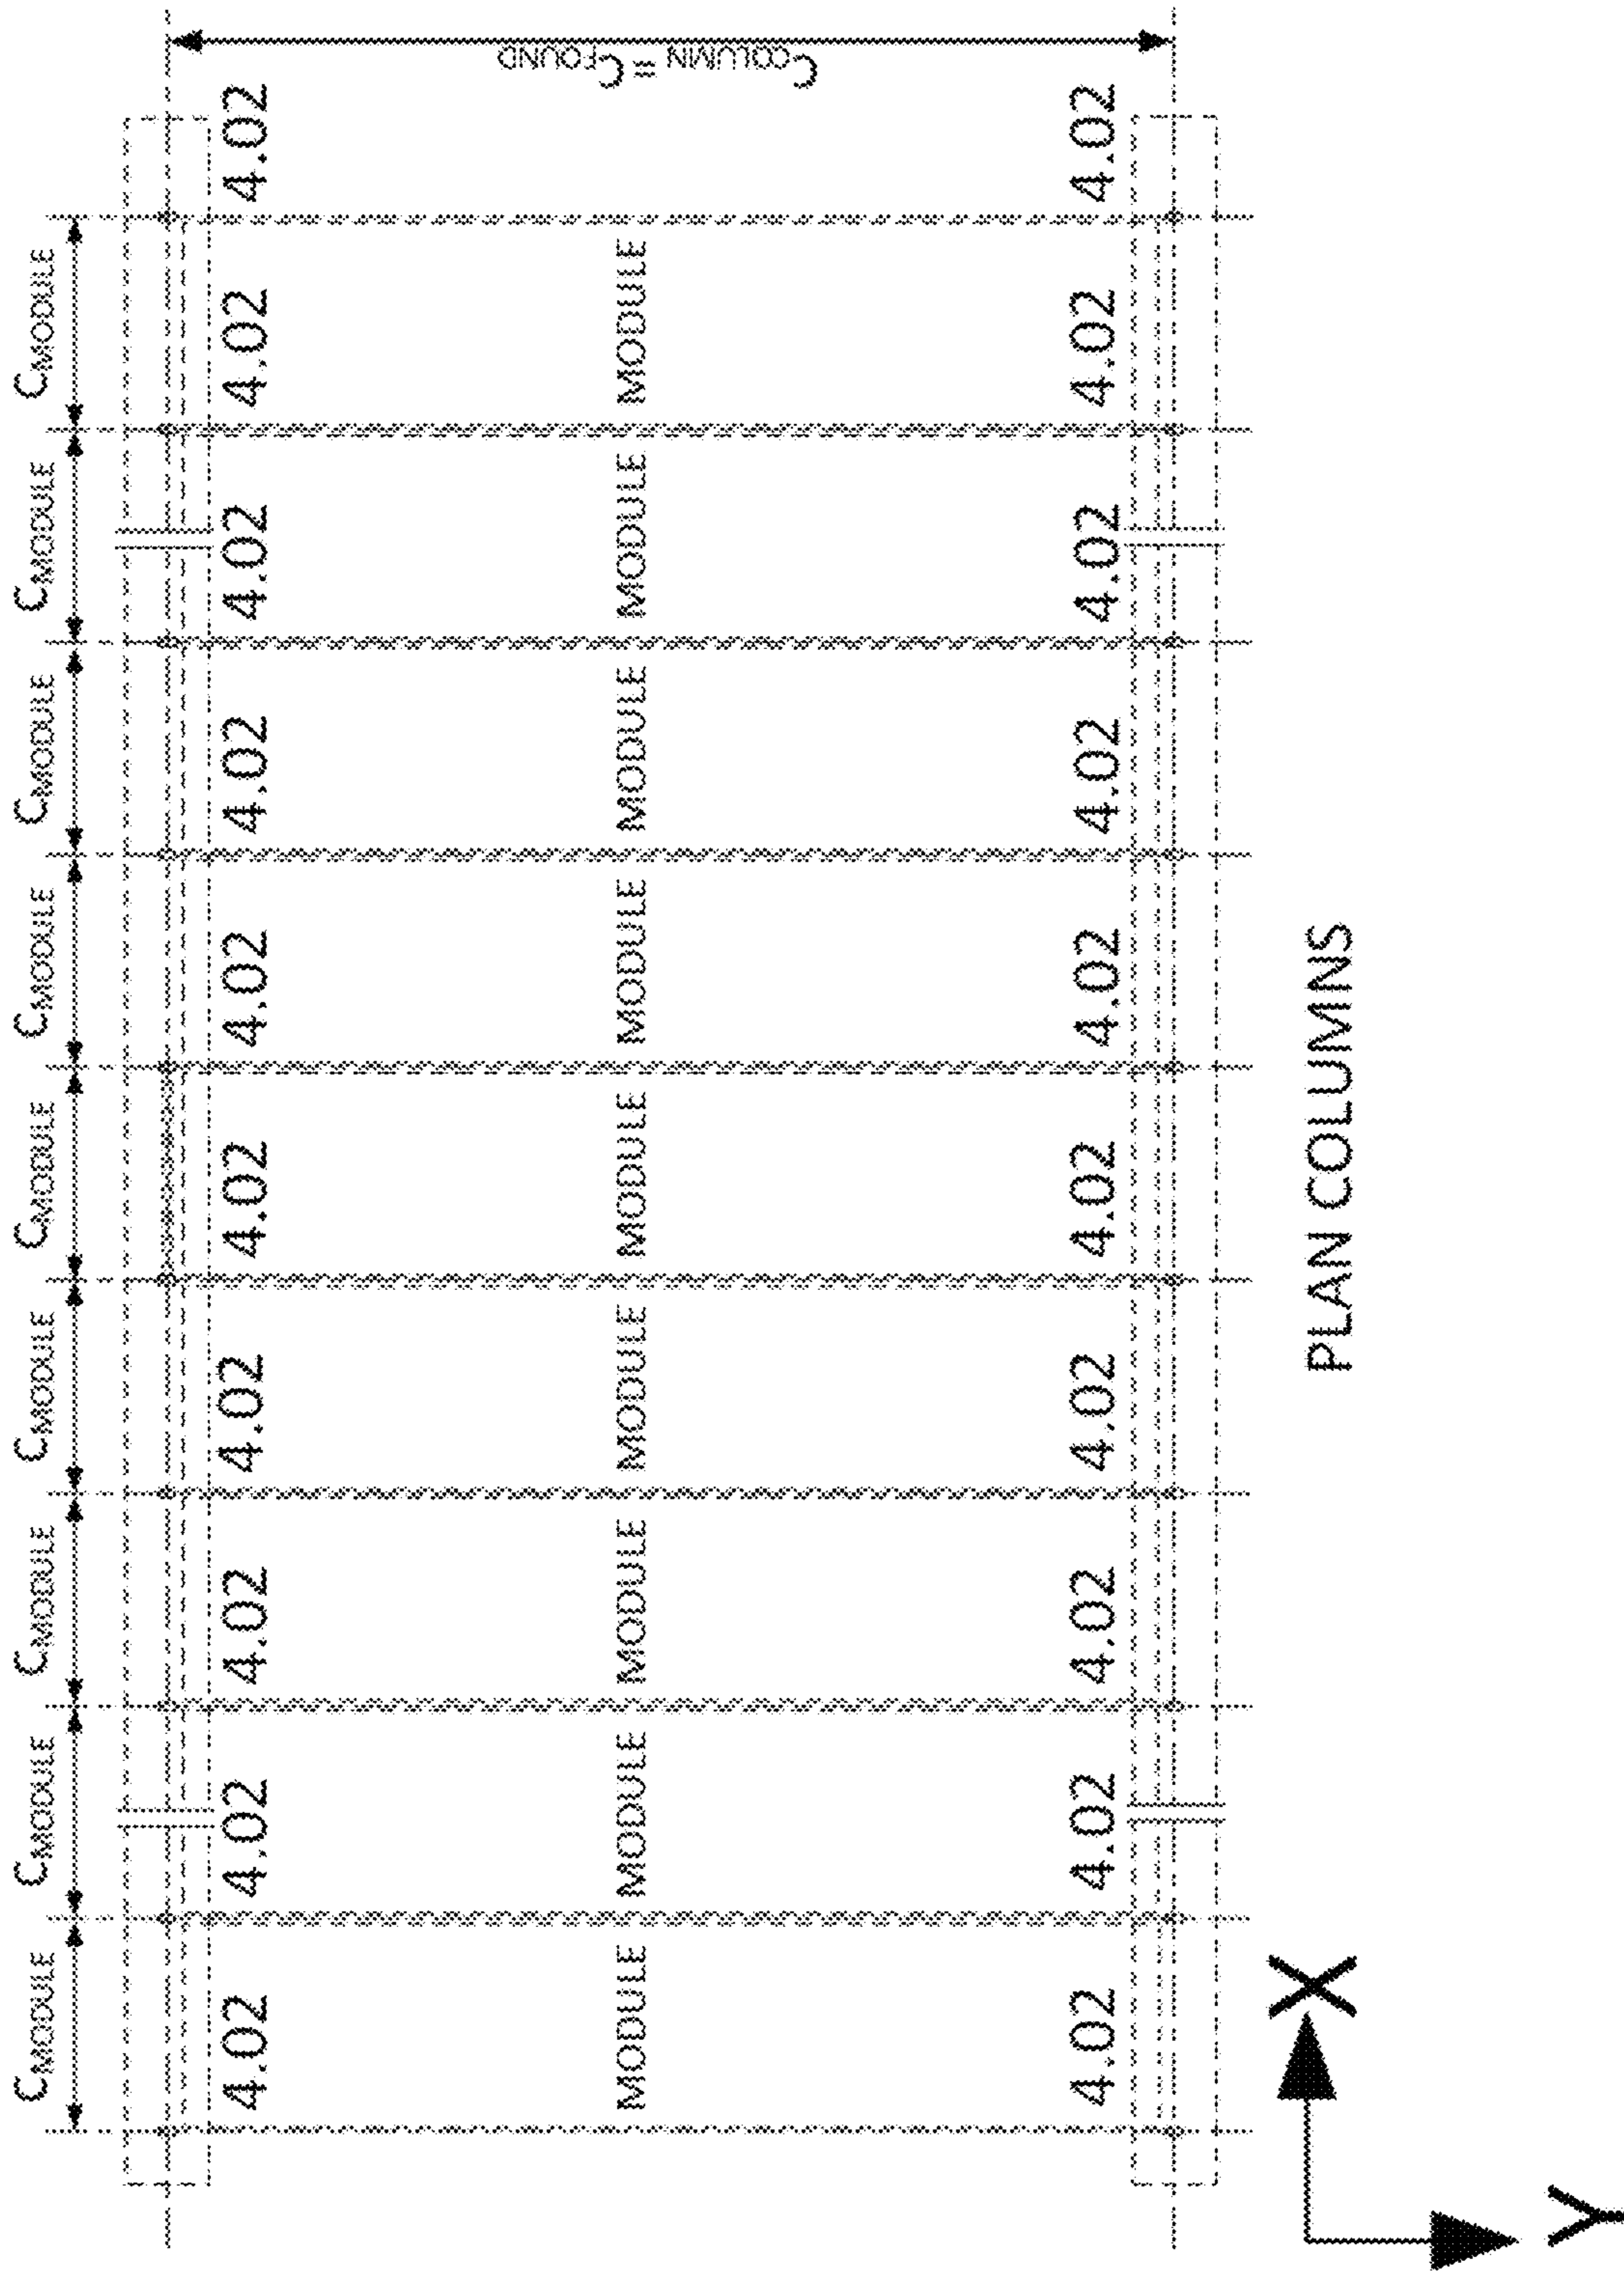 CMODULE CMODULE CMODULE CMODULE CMODULE CMODULE CMODULE CMODULE CMODULE
4.02 4.02 4.02 4.02 4.02 4.02 4.02 4.02 4.02 4.02
MODULE MODULE MODULE MODULE MODULE MODULE MODULE MODULE MODULE
CCOLUMN = CFOUND
4.02 4.02 4.02 4.02 4.02 4.02 4.02 4.02 4.02 4.02
X
PLAN COLUMNS
Y